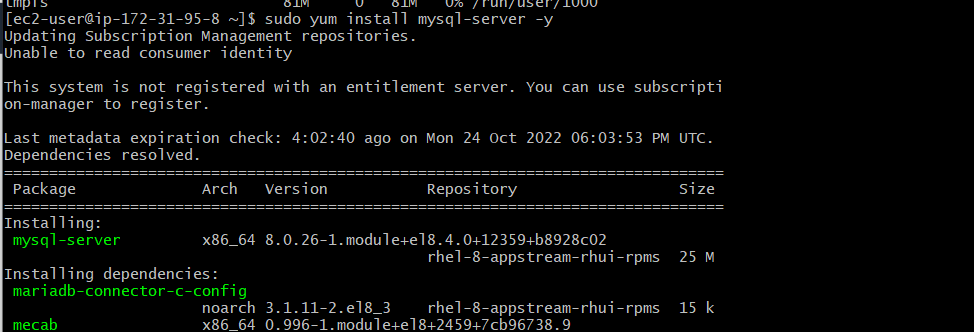 tmpfs 81M 0 81M 0% /run/user/1000
[ec2-user@ip-172-31-95-8 ~]$ sudo yum install mysql-server -y
Updating Subscription Management repositories.
Unable to read consumer identity
This system is not registered with an entitlement server. You can use subscripti
on-manager to register.
Last metadata expiration check: 4:02:40 ago on Mon 24 Oct 2022 06:03:53 PM UTC.
Dependencies resolved.
================================================================================
Package Arch Version Repository Size
================================================================================
Installing:
mysql-server x86_64 8.0.26-1.module+el8.4.0+12359+b8928c02
rhel-8-appstream-rhui-rpms 25 M
Installing dependencies:
mariadb-connector-c-config
noarch 3.1.11-2.el8_3 rhel-8-appstream-rhui-rpms 15 k
mecab x86_64 0.996-1.module+el8+2459+7cb96738.9